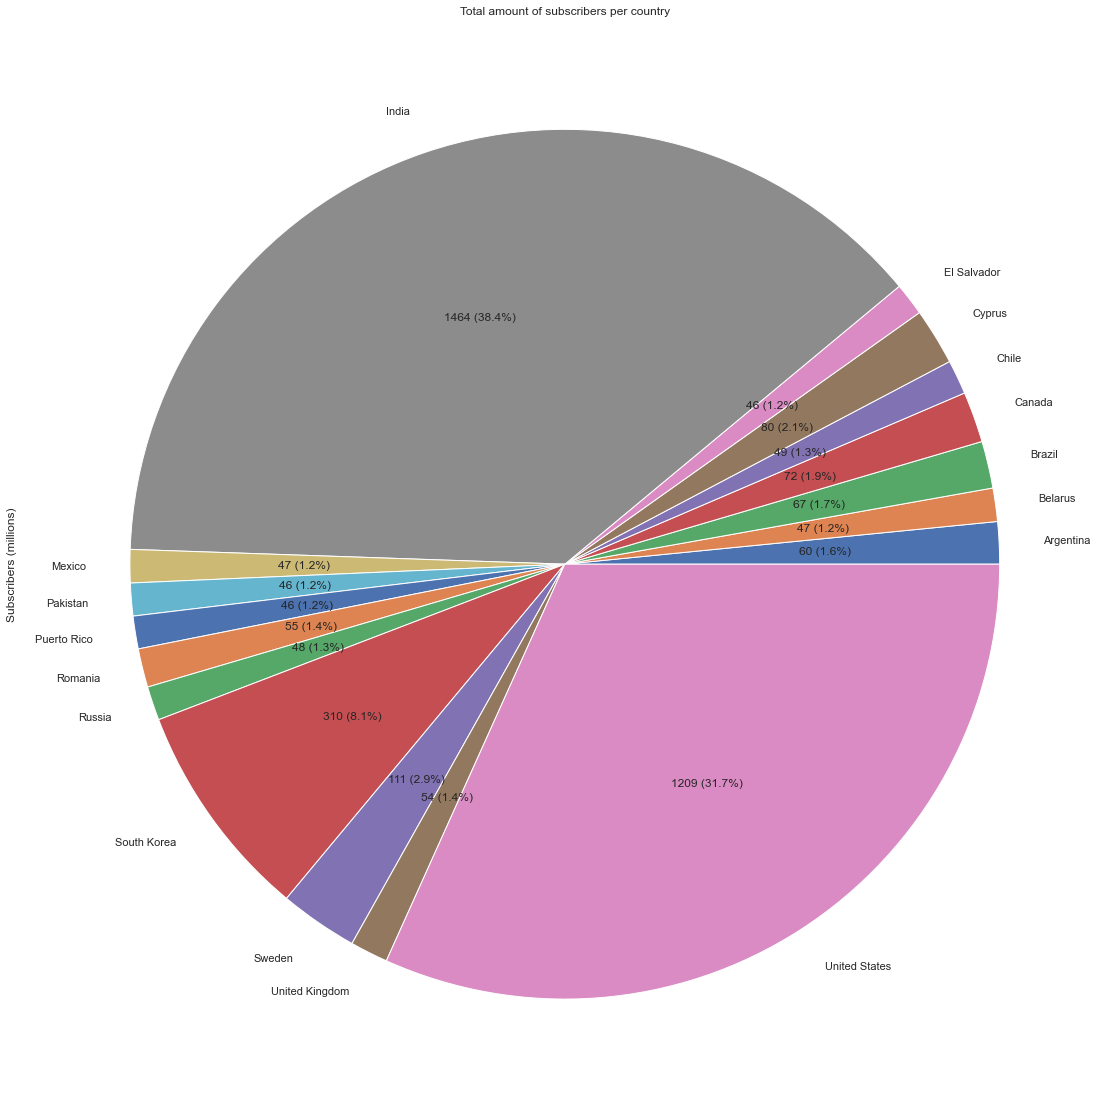 Total amount of subscribers per country
India
El Salvador
Cyprus
Chile
Canada
Brazil
Belarus
Argentina
1464 (38.4%)
46 (1.2%)
80 (2.1%)
49 (1.3%)
72 (1.9%)
67 (1.7%)
47 (1.2%)
60 (1.6%)
Subscribers (millions)
Mexico
Pakistan
Puerto Rico
Romania
Russia
47 (1.2%)
46 (1.2%)
46 (1.2%)
55 (1.4%)
48 (1.3%)
310 (8.1%)
111 (2.9%)
54 (1.4%)
1209 (31.7%)
South Korea
Sweden
United Kingdom
United States